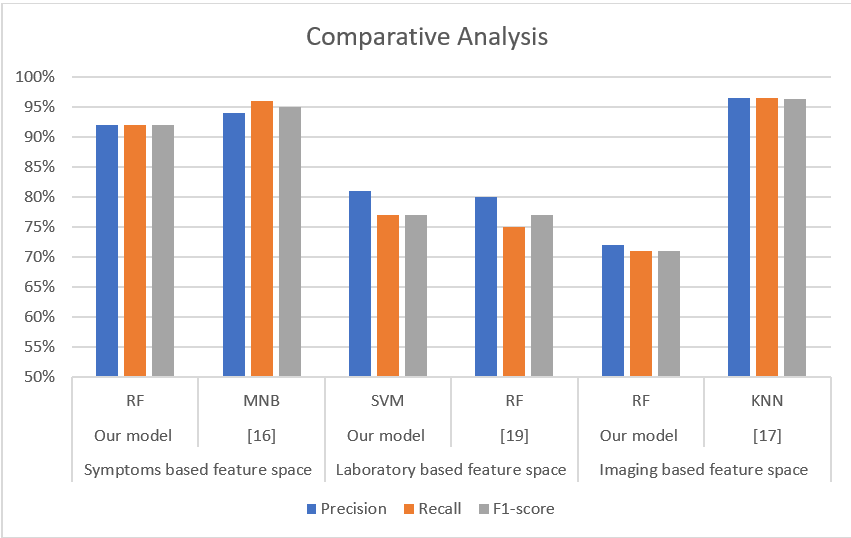 Comparative Analysis
100%
95%
90%
85%
80%
75%
70%
65%
60%
55%
50%
RF MNB SVM RF RF KNN
Our model [16] Our model [19] Our model [17]
Symptoms based feature space Laboratory based feature space Imaging based feature space
Precision Recall F1-score